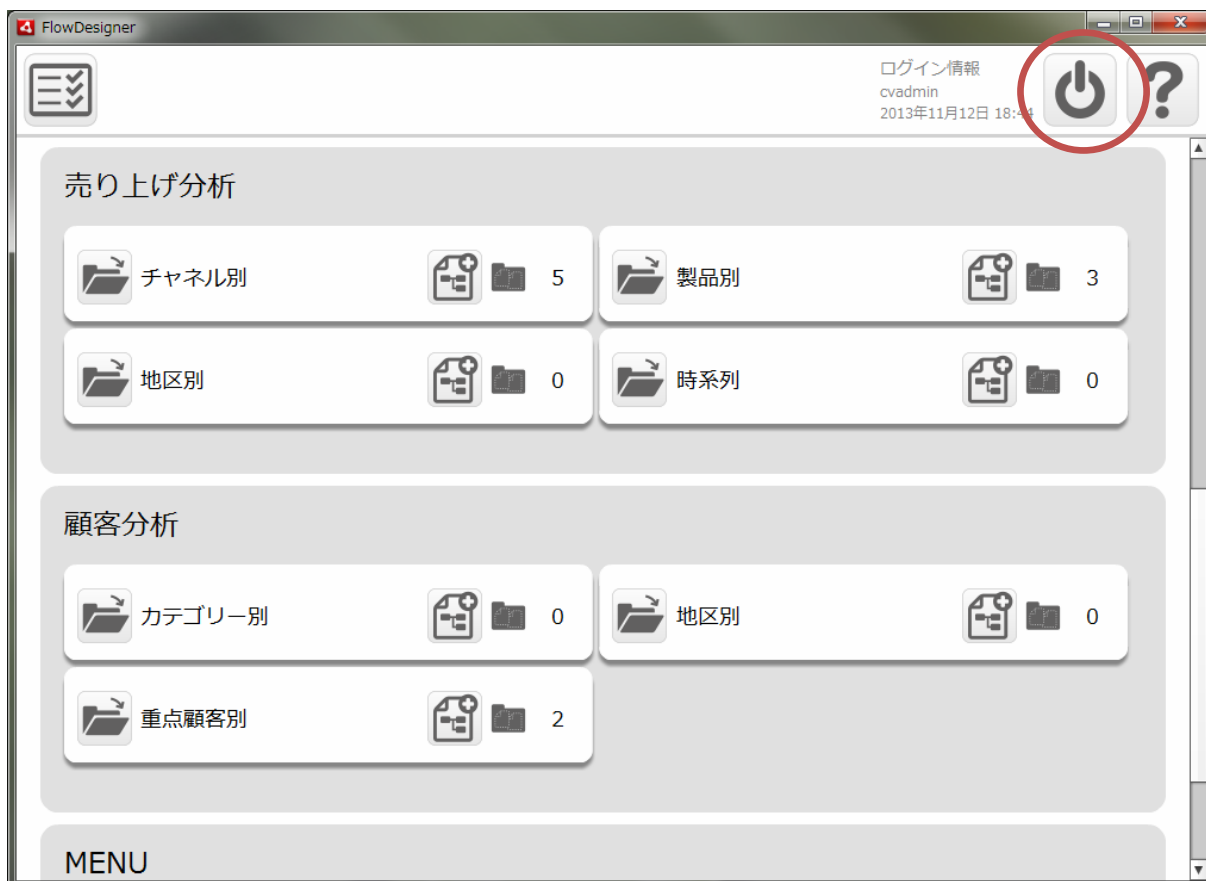 FlowDesigner
ログイン情報
cvadmin
2013年11月12日 18:44
売り上げ分析
チャネル別 5
製品別 3
地区別 0
時系列 0
顧客分析
カテゴリー別 0
地区別 0
重点顧客別 2
MENU